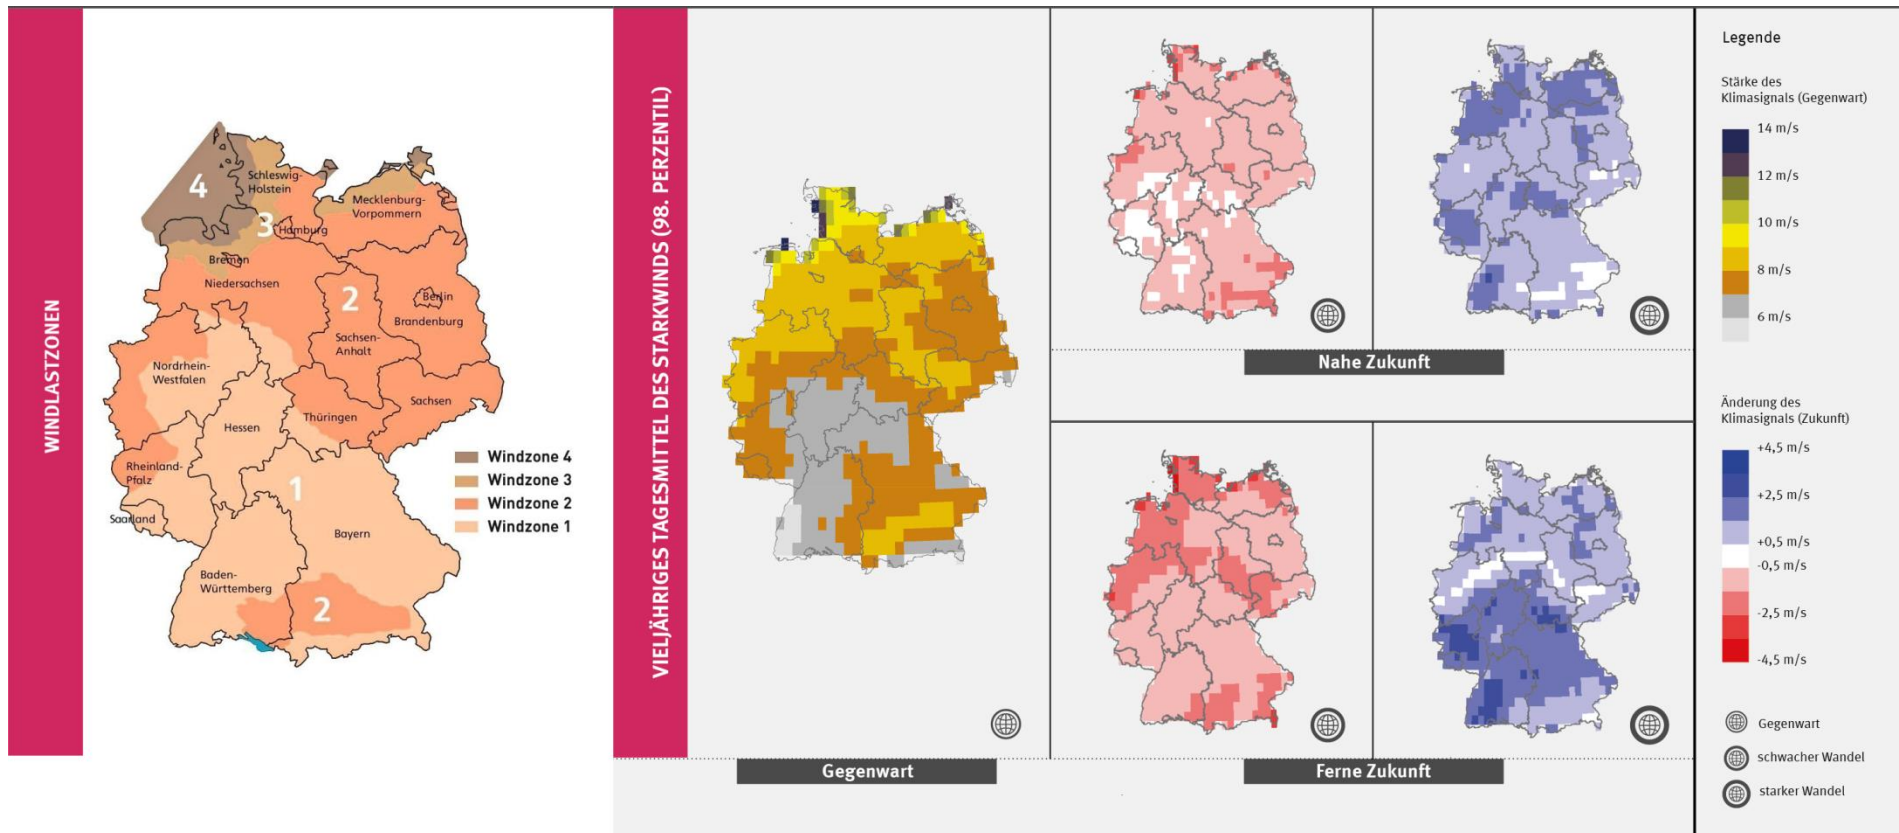 WINDLASTZONEN
4
3
2
1
2
Schleswig-
Holstein
Mecklenburg-
Vorpommern
Hamburg
Bremen
Niedersachsen
Berlin
Brandenburg
Sachsen-
Anhalt
Nordrhein-
Westfalen
Sachsen
Thüringen
Hessen
Rheinland-
Pfalz
Saarland
Bayern
Baden-
Württemberg
Windzone 4
Windzone 3
Windzone 2
Windzone 1
VIELJÄHRIGES TAGESMITTEL DES STARKWINDS (98. PERZENTIL)
Gegenwart
Nahe Zukunft
Ferne Zukunft
Legende
Stärke des
Klimasignals (Gegenwart)
14 m/s
12 m/s
10 m/s
8 m/s
6 m/s
Änderung des
Klimasignals (Zukunft)
+4,5 m/s
+2,5 m/s
+0,5 m/s
-0,5 m/s
-2,5 m/s
-4,5 m/s
Gegenwart
schwacher Wandel
starker Wandel